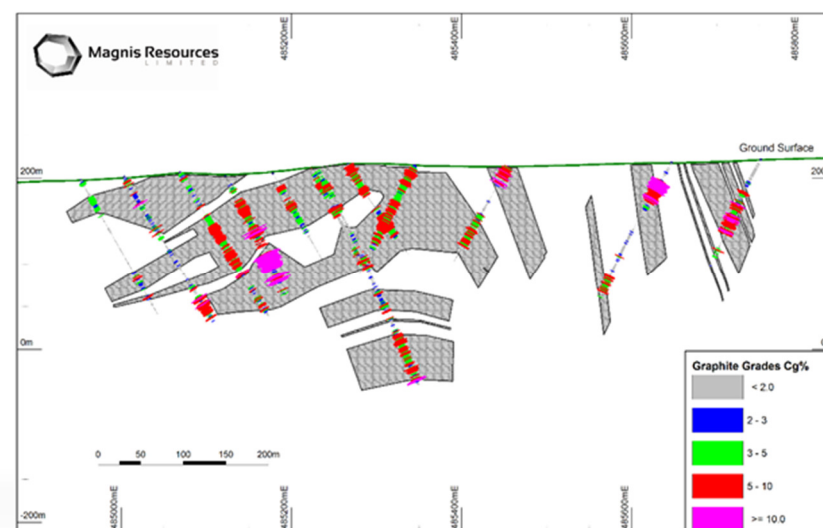 485200mE
485400mE
485600mE
485800mE
Magnis Resources
LIMITED
Ground Surface
200m
200
0m
0
Graphite Grades Cg%
< 2.0
2 - 3
3 - 5
5 - 10
>= 10.0
0 50 100 150 200m
485000mE
485200mE
485400mE
485600mE
-200m